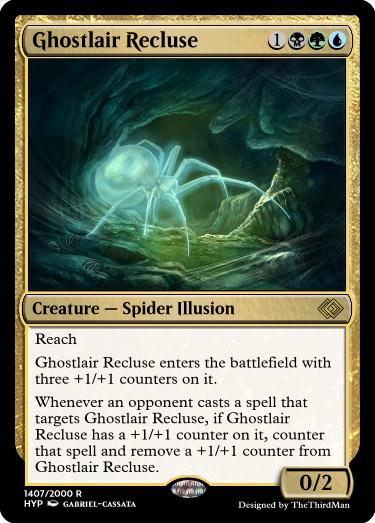 Ghostlair Recluse 1
Creature — Spider Illusion
Reach
Ghostlair Recluse enters the battlefield with
three +1/+1 counters on it.
Whenever an opponent casts a spell that
targets Ghostlair Recluse, if Ghostlair
Recluse has a +1/+1 counter on it, counter
that spell and remove a +1/+1 counter from
Ghostlair Recluse.
0/2
1407/2000 R
HYP GABRIEL-CASSATA
Designed by TheThirdMan